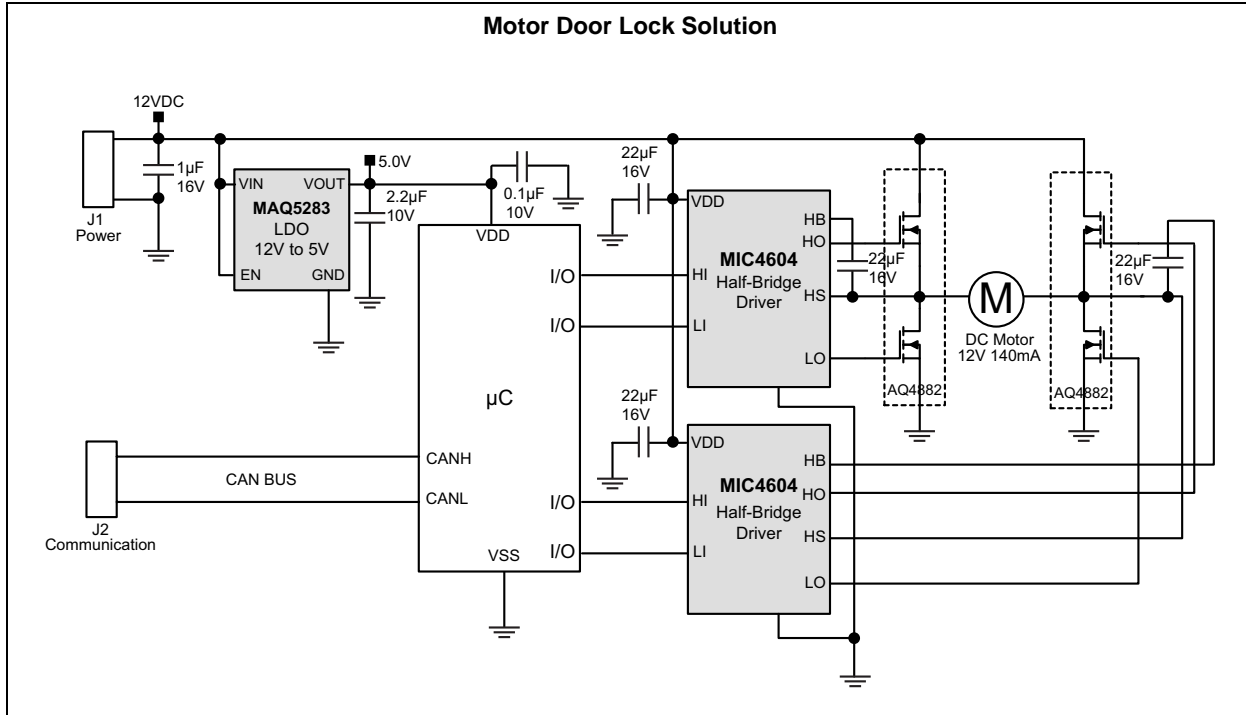 Motor Door Lock Solution
12VDC
1µF
16V
J1
Power
VIN
VOUT
MAQ5283
LDO
12V to 5V
EN
GND
5.0V
2.2µF
10V
0.1µF
10V
VDD
I/O
I/O
µC
CANH
CANL
I/O
I/O
VSS
CAN BUS
J2
Communication
22µF
16V
VDD
HB
HO
MIC4604
Half-Bridge
Driver
HI
HS
LI
LO
22µF
16V
AQ4882
M
DC Motor
12V 140mA
22µF
16V
AQ4882
22µF
16V
VDD
HB
MIC4604
HO
HI
Half-Bridge
Driver
HS
LI
LO